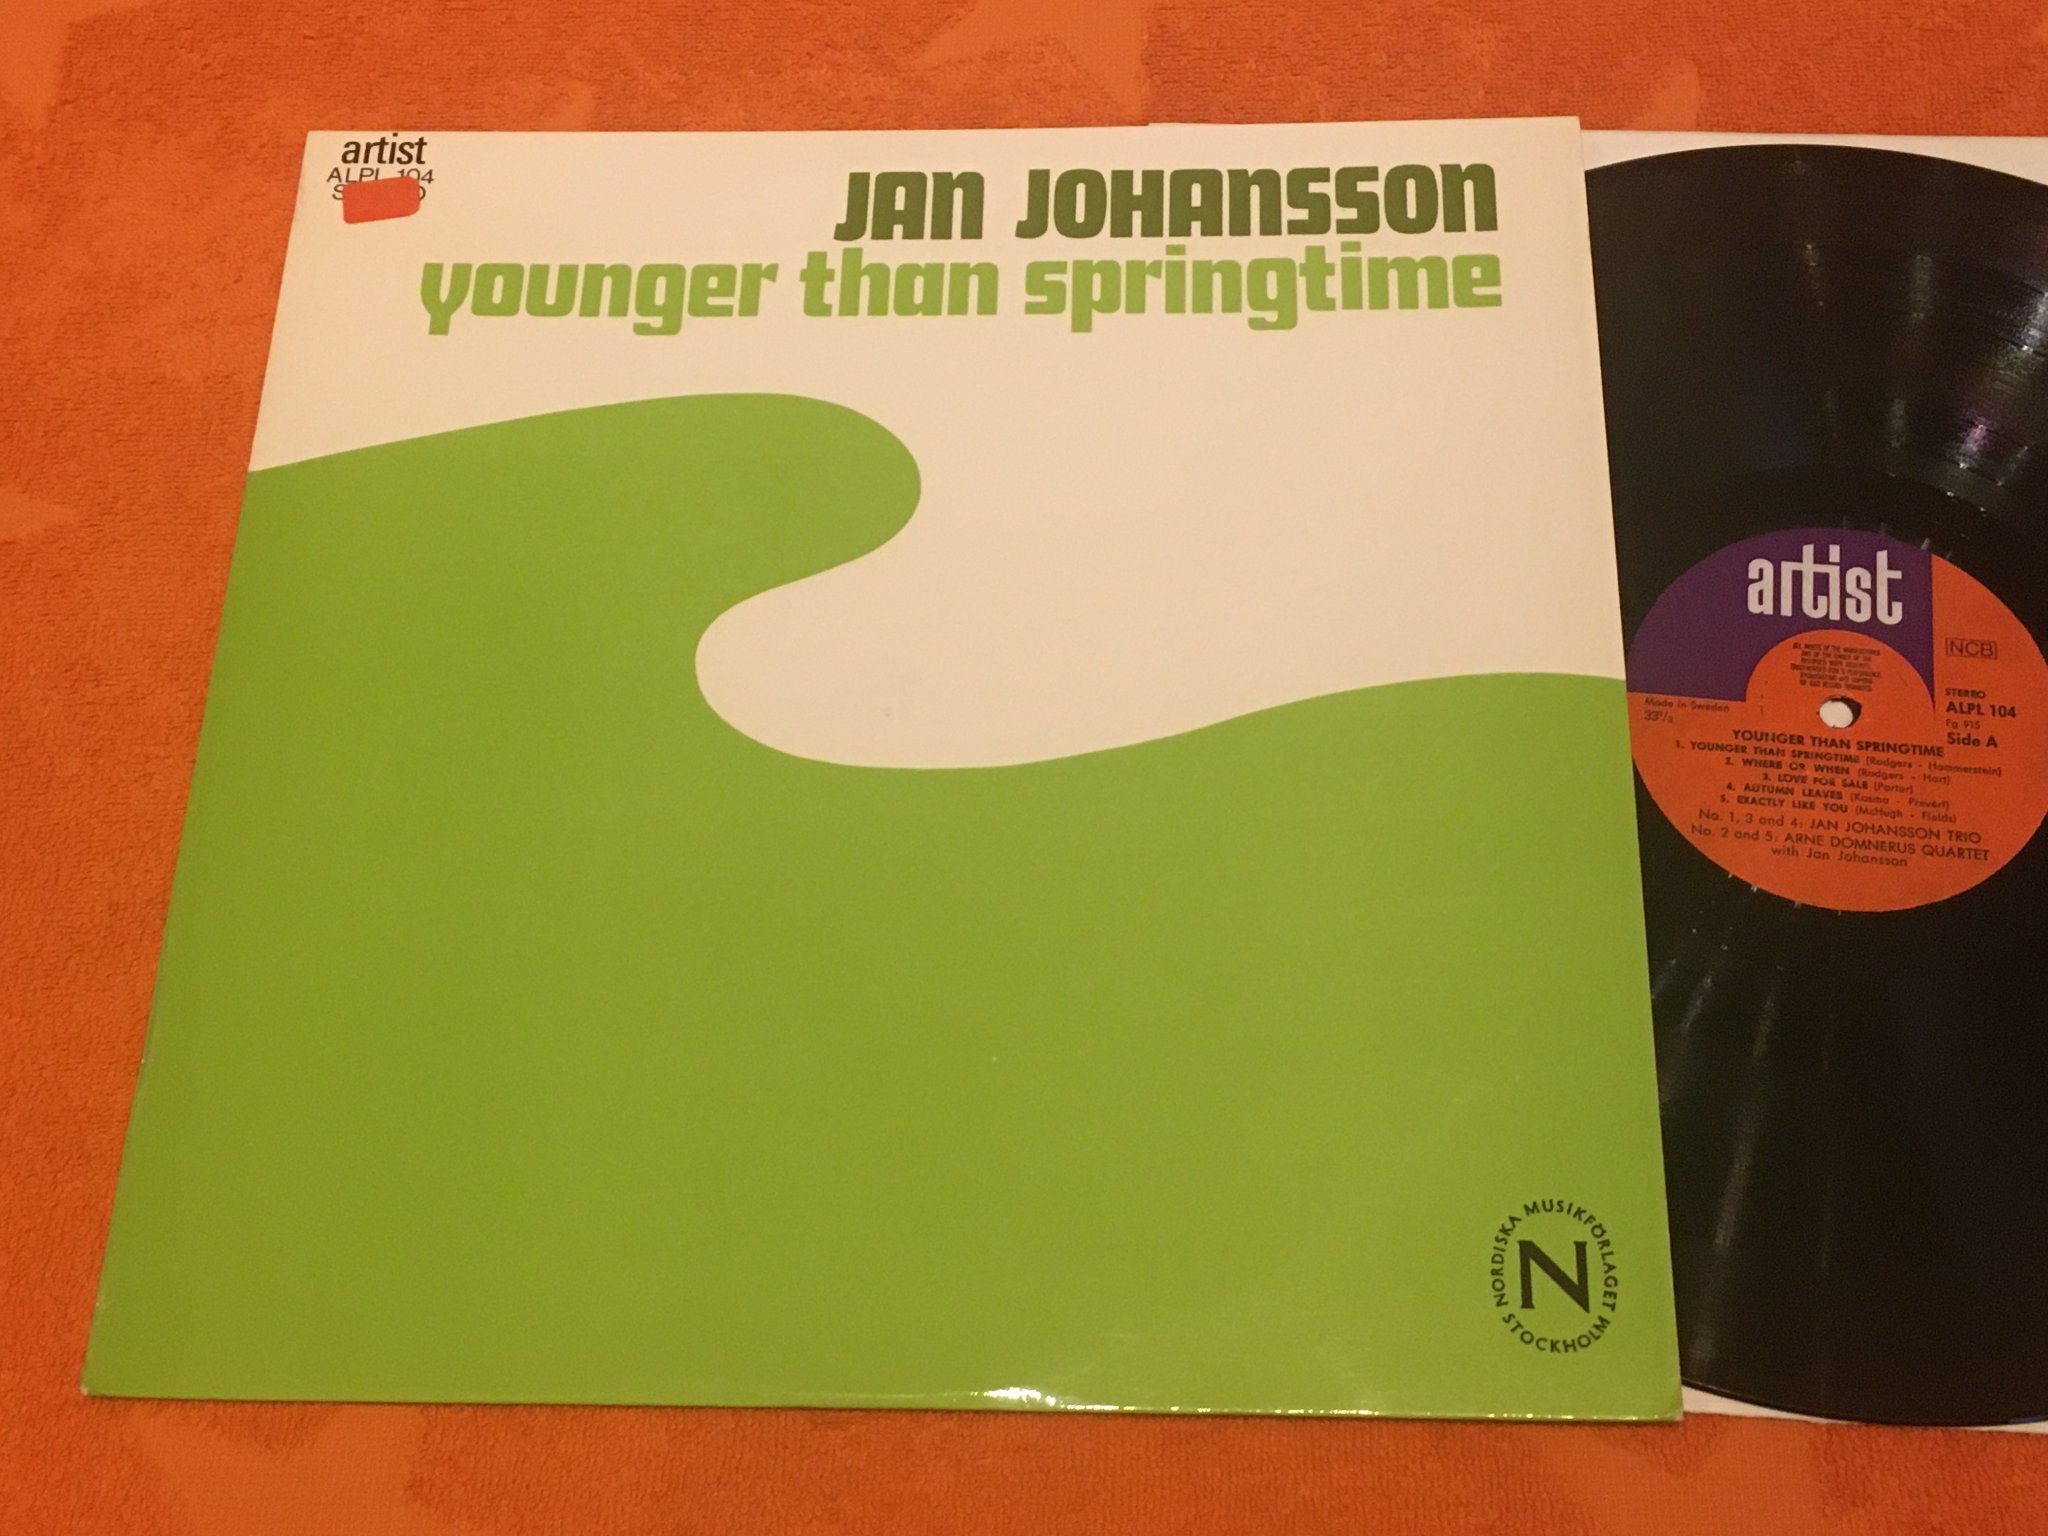 artist
ALPL 104
JAN JOHANSSON
younger than springtime
NORDISKA MUSIKFÖRLAGET STOCKHOLM
N
artist
NCB
STEREO
ALPL 104
Fa 915
Side A
Made in Sweden
33⅓
YOUNGER THAN SPRINGTIME
1. YOUNGER THAN SPRINGTIME (Rodgers - Hammerstein)
2. WHERE OR WHEN (Rodgers - Hart)
3. LOVE FOR SALE (Porter)
4. AUTUMN LEAVES (Kosma - Prevért)
5. EXACTLY LIKE YOU (McHugh - Fields)
No. 1, 3 and 4: JAN JOHANSSON TRIO
No. 2 and 5: ARNE DOMNERUS QUARTET
with Jan Johansson